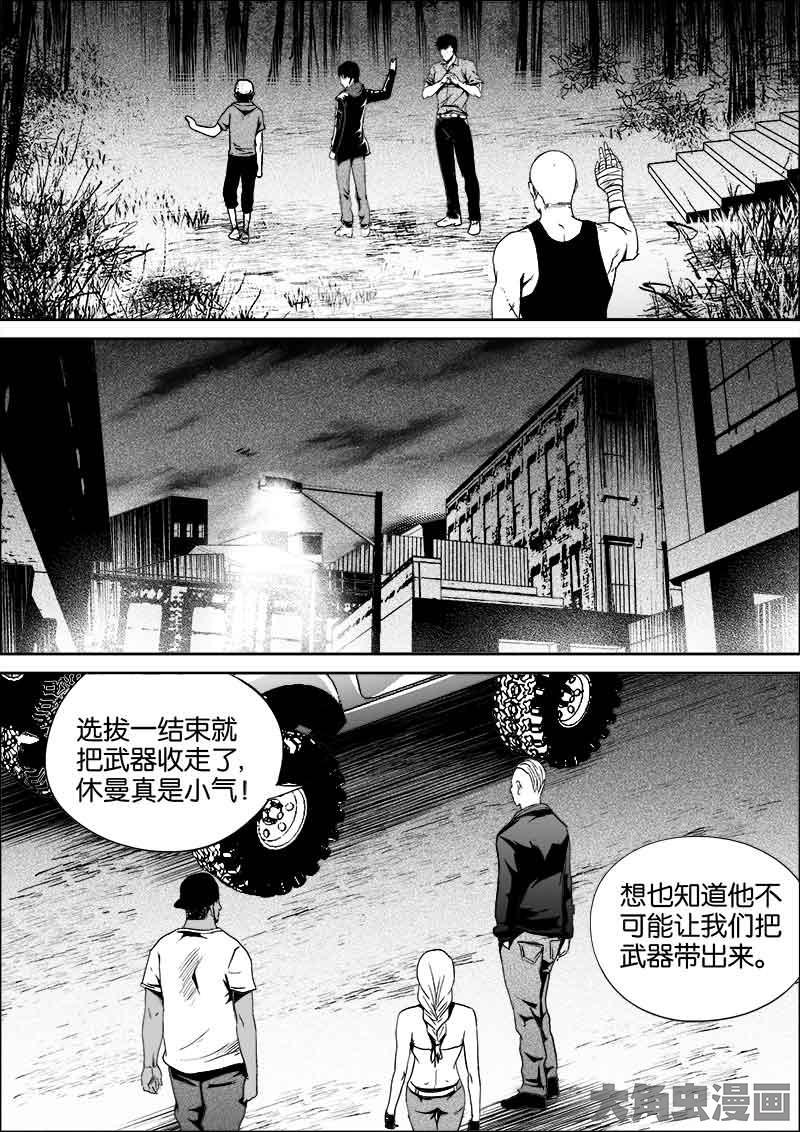 选拔一结束就
把武器收走了,
休曼真是小气!
想也知道他不
可能让我们把
武器带出来。
大角虫漫画